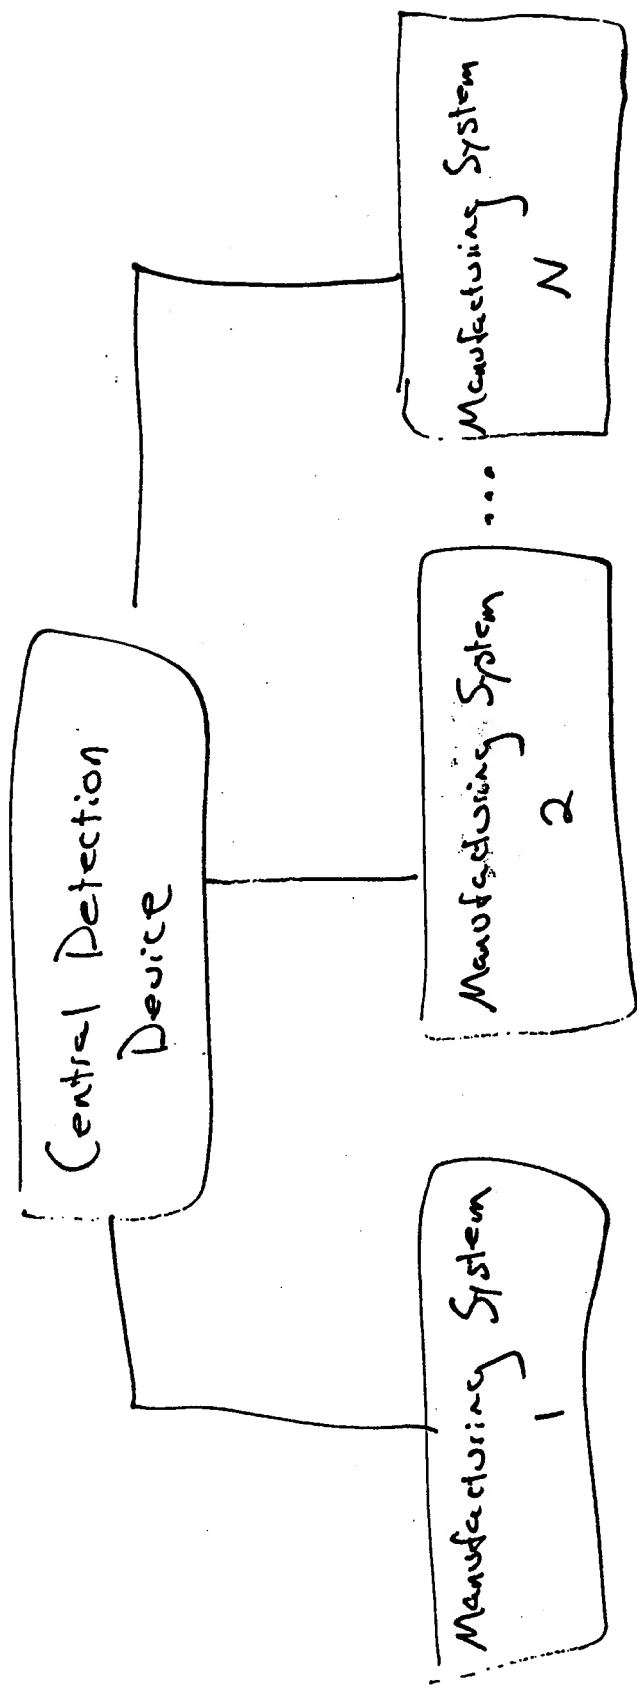 Central Detection
Device
Manufacturing System
1
Manufacturing System
2
...
Manufacturing System
N